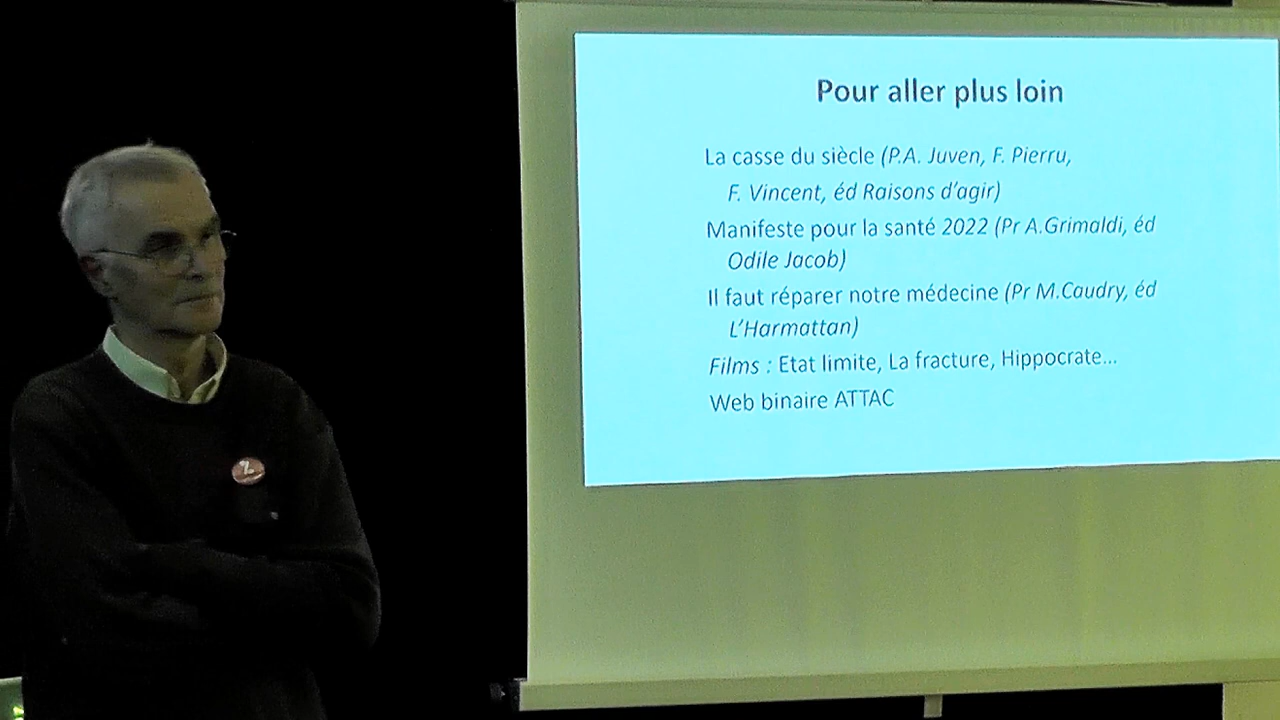 Pour aller plus loin
La casse du siècle (P.A. Juven, F. Pierru,
F. Vincent, éd Raisons d'agir)
Manifeste pour la santé 2022 (Pr A.Grimaldi, éd
Odile Jacob)
Il faut réparer notre médecine (Pr M.Caudry, éd
L'Harmattan)
Films : Etat limite, La fracture, Hippocrate...
Web binaire ATTAC